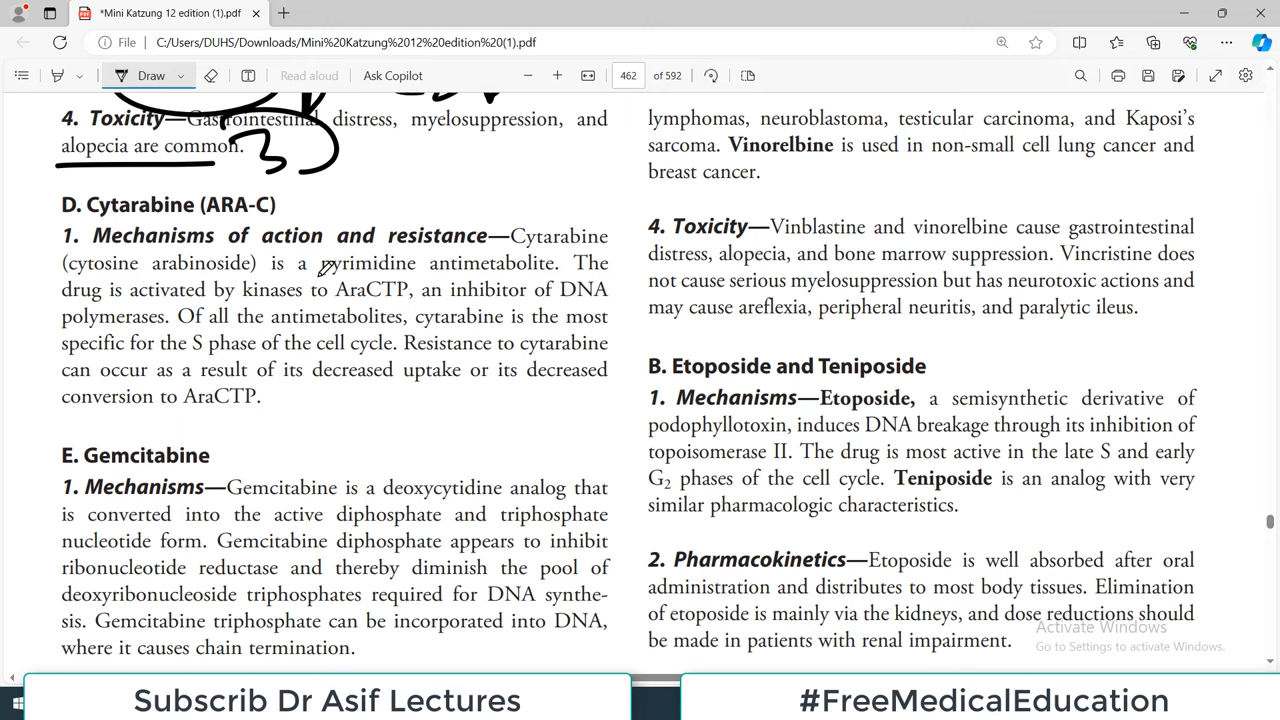 *Mini Katzung 12 edition (1).pdf
File
C:/Users/DUHS/Downloads/Mini%20Katzung%2012%20edition%20(1).pdf
Draw
Read aloud
Ask Copilot
462 of 592
4. Toxicity—Gastrointestinal distress, myelosuppression, and
alopecia are common.
3
D. Cytarabine (ARA-C)
1. Mechanisms of action and resistance—Cytarabine
(cytosine arabinoside) is a pyrimidine antimetabolite. The
drug is activated by kinases to AraCTP, an inhibitor of DNA
polymerases. Of all the antimetabolites, cytarabine is the most
specific for the S phase of the cell cycle. Resistance to cytarabine
can occur as a result of its decreased uptake or its decreased
conversion to AraCTP.
E. Gemcitabine
1. Mechanisms—Gemcitabine is a deoxycytidine analog that
is converted into the active diphosphate and triphosphate
nucleotide form. Gemcitabine diphosphate appears to inhibit
ribonucleotide reductase and thereby diminish the pool of
deoxyribonucleoside triphosphates required for DNA synthe-
sis. Gemcitabine triphosphate can be incorporated into DNA,
where it causes chain termination.
lymphomas, neuroblastoma, testicular carcinoma, and Kaposi's
sarcoma. Vinorelbine is used in non-small cell lung cancer and
breast cancer.
4. Toxicity—Vinblastine and vinorelbine cause gastrointestinal
distress, alopecia, and bone marrow suppression. Vincristine does
not cause serious myelosuppression but has neurotoxic actions and
may cause areflexia, peripheral neuritis, and paralytic ileus.
B. Etoposide and Teniposide
1. Mechanisms—Etoposide, a semisynthetic derivative of
podophyllotoxin, induces DNA breakage through its inhibition of
topoisomerase II. The drug is most active in the late S and early
G2 phases of the cell cycle. Teniposide is an analog with very
similar pharmacologic characteristics.
2. Pharmacokinetics—Etoposide is well absorbed after oral
administration and distributes to most body tissues. Elimination
of etoposide is mainly via the kidneys, and dose reductions should
be made in patients with renal impairment.
Activate Windows
Go to Settings to activate Windows.
Subscrib Dr Asif Lectures
#FreeMedicalEducation